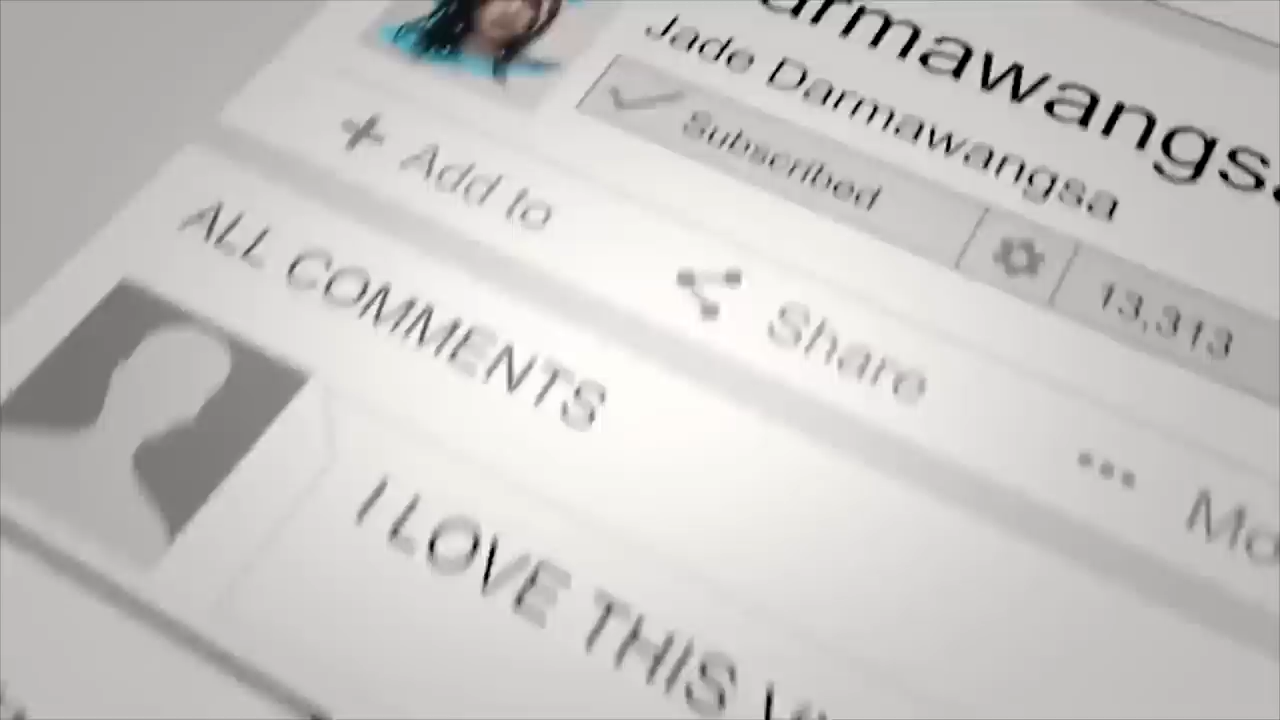 Jade Darmawangsa
Subscribed 13,313
Add to Share •••
ALL COMMENTS
I LOVE THIS